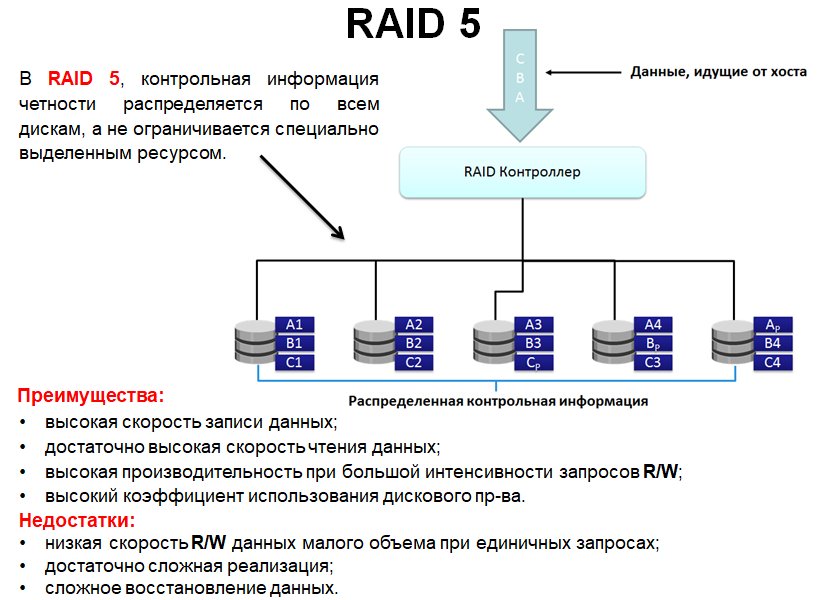 RAID 5
В RAID 5, контрольная информация
четности распределяется по всем
дискам, а не ограничивается специально
выделенным ресурсом.
C
B
A
Данные, идущие от хоста
RAID Контроллер
A1 A2 A3 A4 AP
B1 B2 B3 BP B4
C1 C2 CP C3 C4
Распределенная контрольная информация
Преимущества:
• высокая скорость записи данных;
• достаточно высокая скорость чтения данных;
• высокая производительность при большой интенсивности запросов R/W;
• высокий коэффициент использования дискового пр-ва.
Недостатки:
• низкая скорость R/W данных малого объема при единичных запросах;
• достаточно сложная реализация;
• сложное восстановление данных.